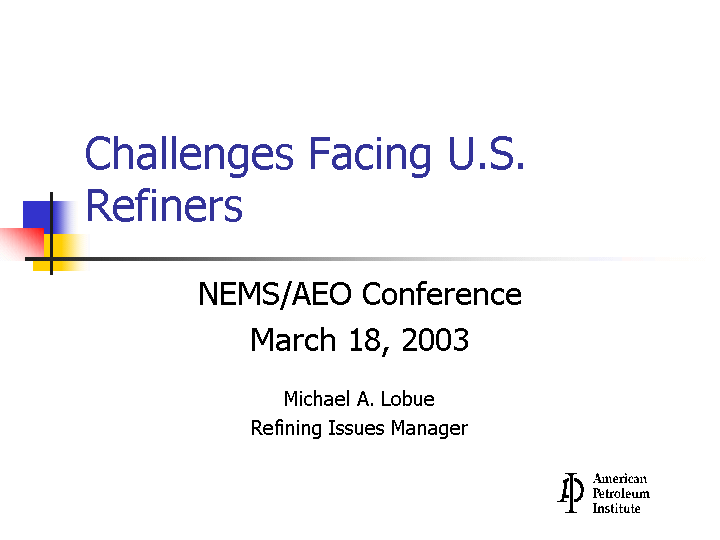 Challenges Facing U.S.
Refiners
NEMS/AEO Conference
March 18, 2003
Michael A. Lobue
Refining Issues Manager
American
Petroleum
Institute